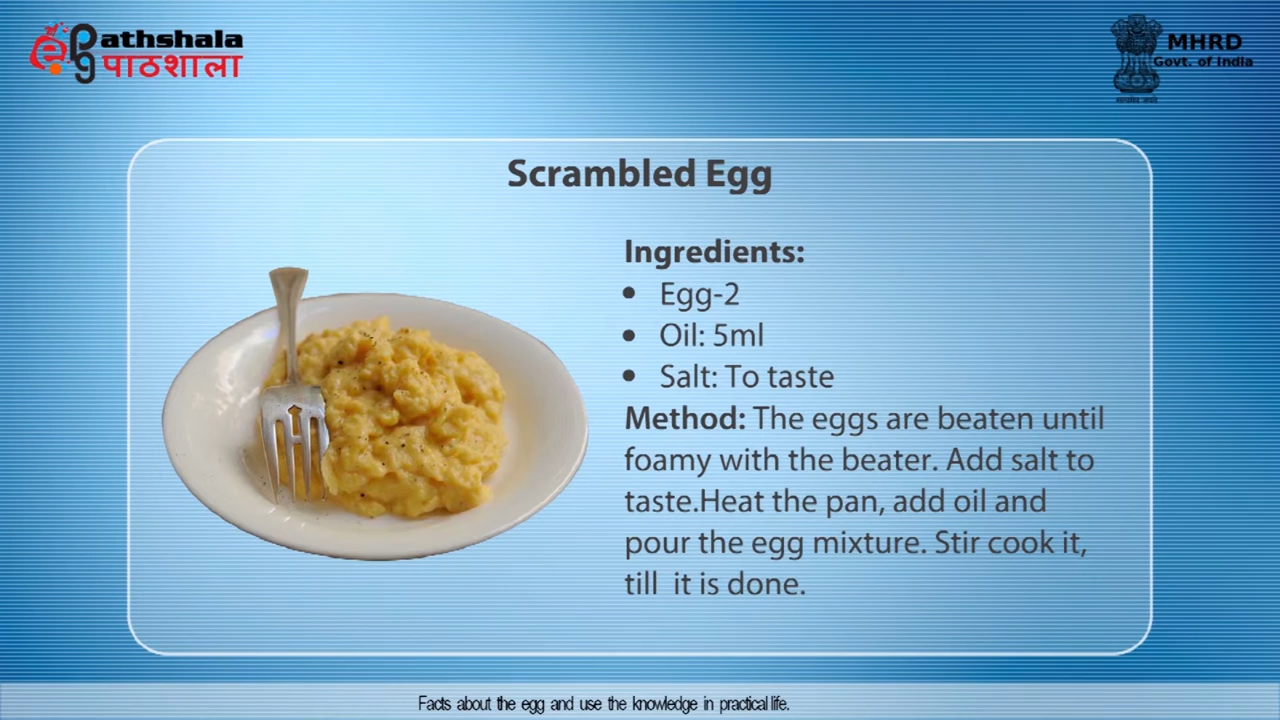 ePg Pathshala
पाठशाला
MHRD
Govt. of India
Scrambled Egg
Ingredients:
• Egg-2
• Oil: 5ml
• Salt: To taste
Method: The eggs are beaten until
foamy with the beater. Add salt to
taste.Heat the pan, add oil and
pour the egg mixture. Stir cook it,
till  it is done.
Facts about the egg and use the knowledge in practical life.